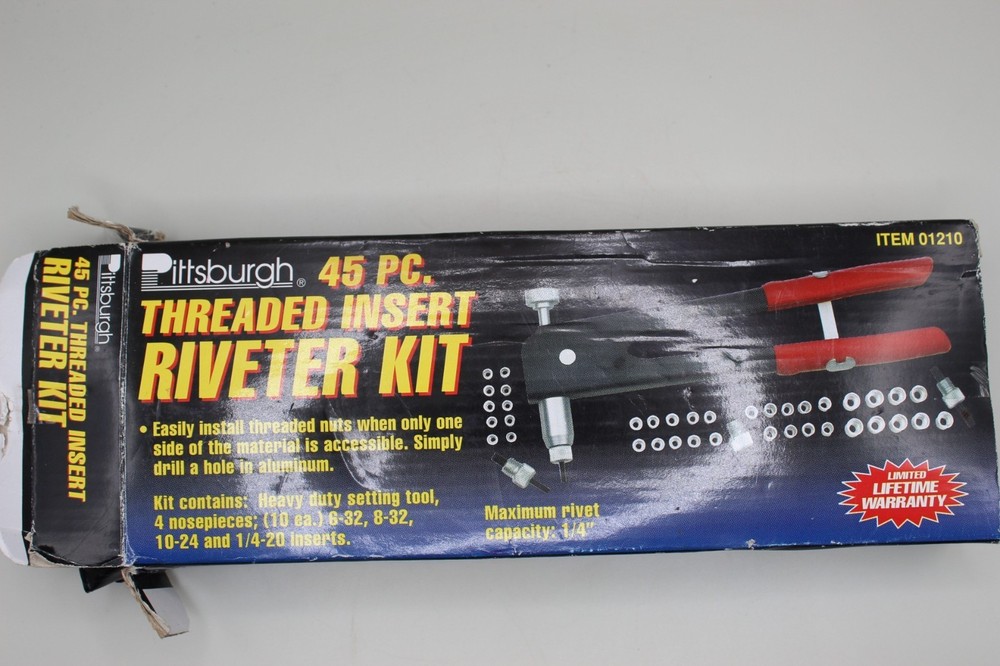 45 PC. THREADED INSERT
RIVETER KIT
Pittsburgh®
Pittsburgh®
45 PC.
THREADED INSERT
RIVETER KIT
• Easily install threaded nuts when only one
side of the material is accessible. Simply
drill a hole in aluminum.
Kit contains: Heavy duty setting tool,
4 nosepieces; (10 ea.) 6-32, 8-32,
10-24 and 1/4-20 inserts.
Maximum rivet
capacity: 1/4"
ITEM 01210
LIMITED
LIFETIME
WARRANTY